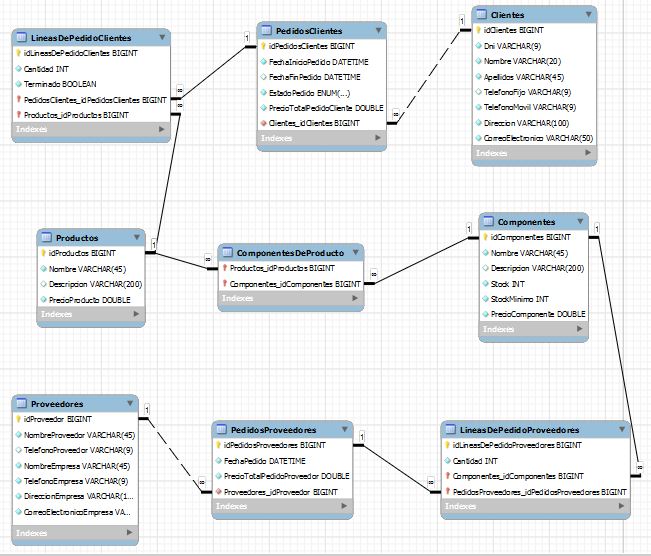 LineasDePedidoClientes
idLineasDePedidoClientes BIGINT
Cantidad INT
Terminado BOOLEAN
PedidosClientes_idPedidosClientes BIGINT
Productos_idProductos BIGINT
Indexes
PedidosClientes
idPedidosClientes BIGINT
FechaInicioPedido DATETIME
FechaFinPedido DATETIME
EstadoPedido ENUM(...)
PrecioTotalPedidoCliente DOUBLE
Clientes_idClientes BIGINT
Indexes
Clientes
idClientes BIGINT
Dni VARCHAR(9)
Nombre VARCHAR(20)
Apellidos VARCHAR(45)
TelefonoFijo VARCHAR(9)
TelefonoMovil VARCHAR(9)
Direccion VARCHAR(100)
CorreoElectronico VARCHAR(50)
Indexes
1
∞
∞
1
∞
1
Productos
idProductos BIGINT
Nombre VARCHAR(45)
Descripcion VARCHAR(200)
PrecioProducto DOUBLE
Indexes
ComponentesDeProducto
Productos_idProductos BIGINT
Componentes_idComponentes BIGINT
Indexes
Componentes
idComponentes BIGINT
Nombre VARCHAR(45)
Descripcion VARCHAR(200)
Stock INT
StockMinimo INT
PrecioComponente DOUBLE
Indexes
1
∞
∞
1
1
Proveedores
idProveedor BIGINT
NombreProveedor VARCHAR(45)
TelefonoProveedor VARCHAR(9)
NombreEmpresa VARCHAR(45)
TelefonoEmpresa VARCHAR(9)
DireccionEmpresa VARCHAR(1...
CorreoElectronicoEmpresa VA...
Indexes
PedidosProveedores
idPedidosProveedores BIGINT
FechaPedido DATETIME
PrecioTotalPedidoProveedor DOUBLE
Proveedores_idProveedor BIGINT
Indexes
LineasDePedidoProveedores
idLineasDePedidoProveedores BIGINT
Cantidad INT
Componentes_idComponentes BIGINT
PedidosProveedores_idPedidosProveedores BIGINT
Indexes
1
∞
1
∞
∞